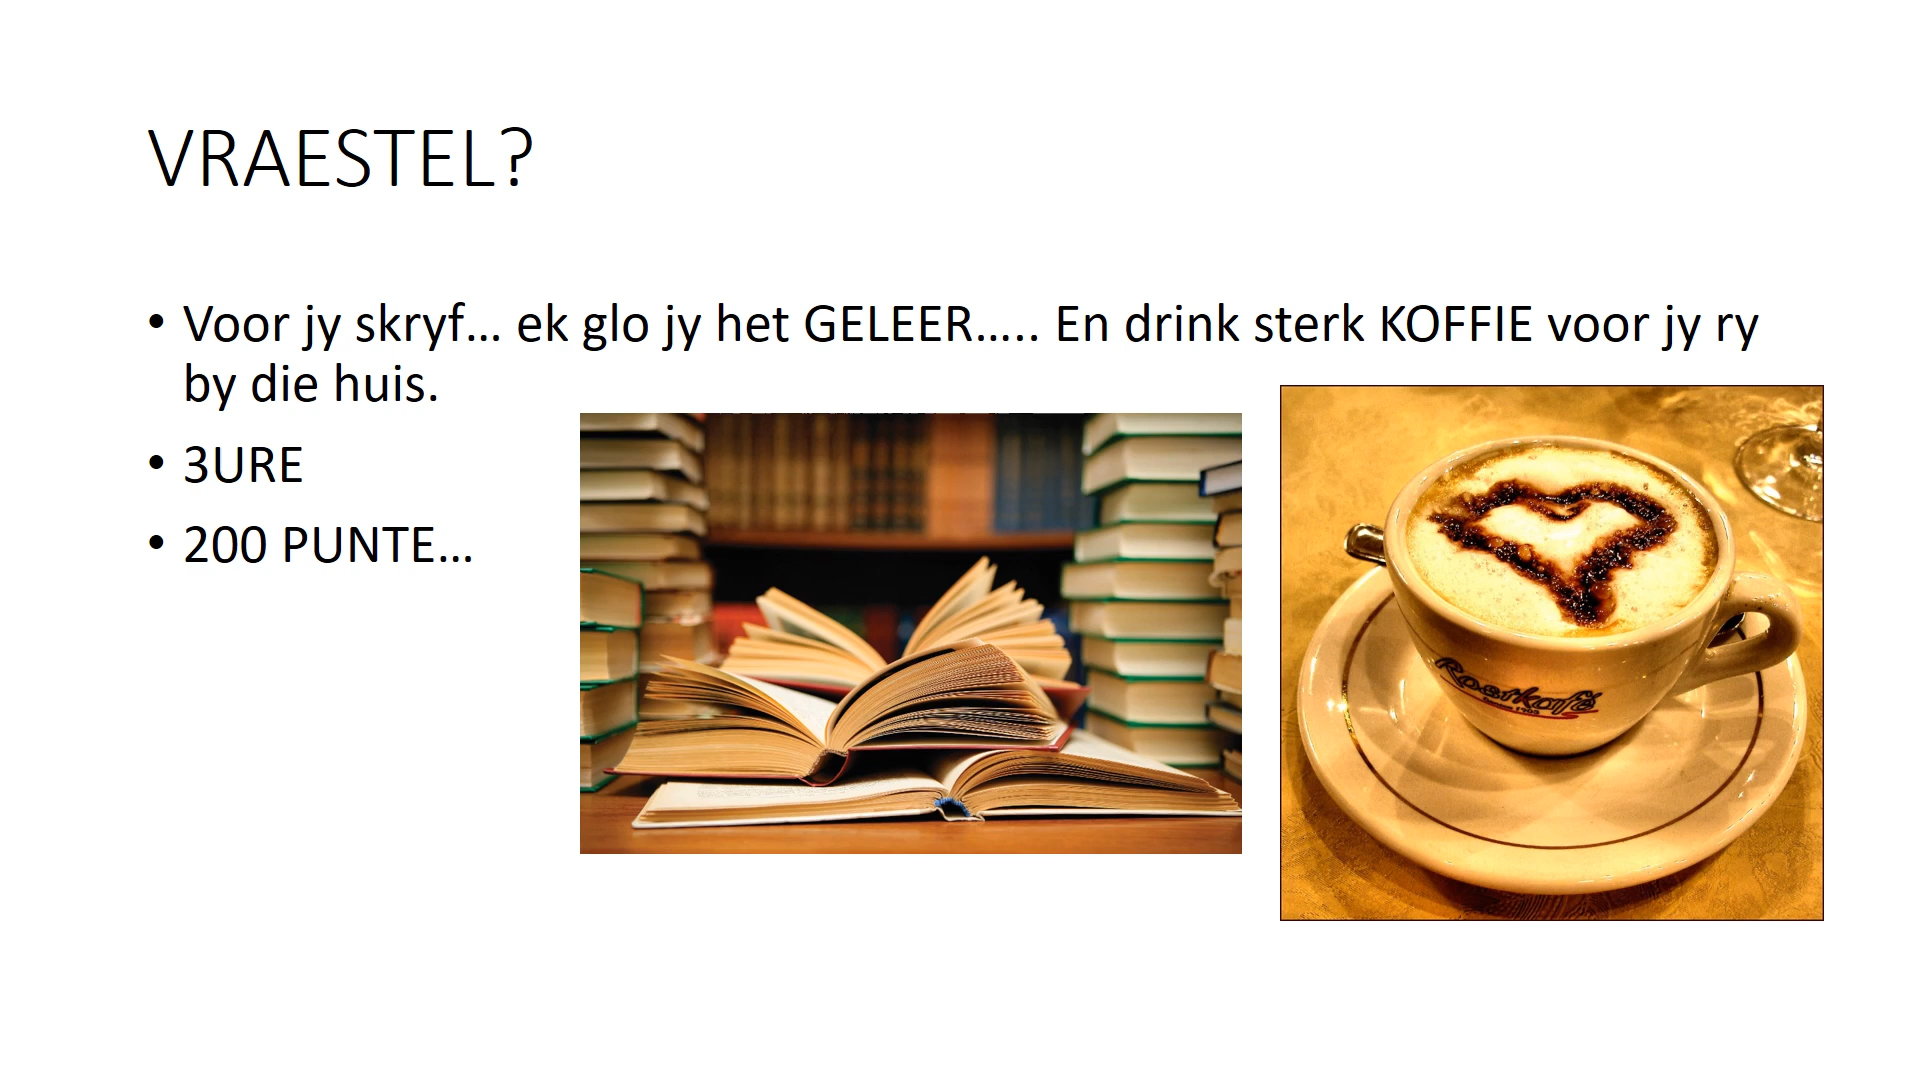 VRAESTEL?
• Voor jy skryf… ek glo jy het GELEER….. En drink sterk KOFFIE voor jy ry
by die huis.
• 3URE
• 200 PUNTE…
Rostkafé